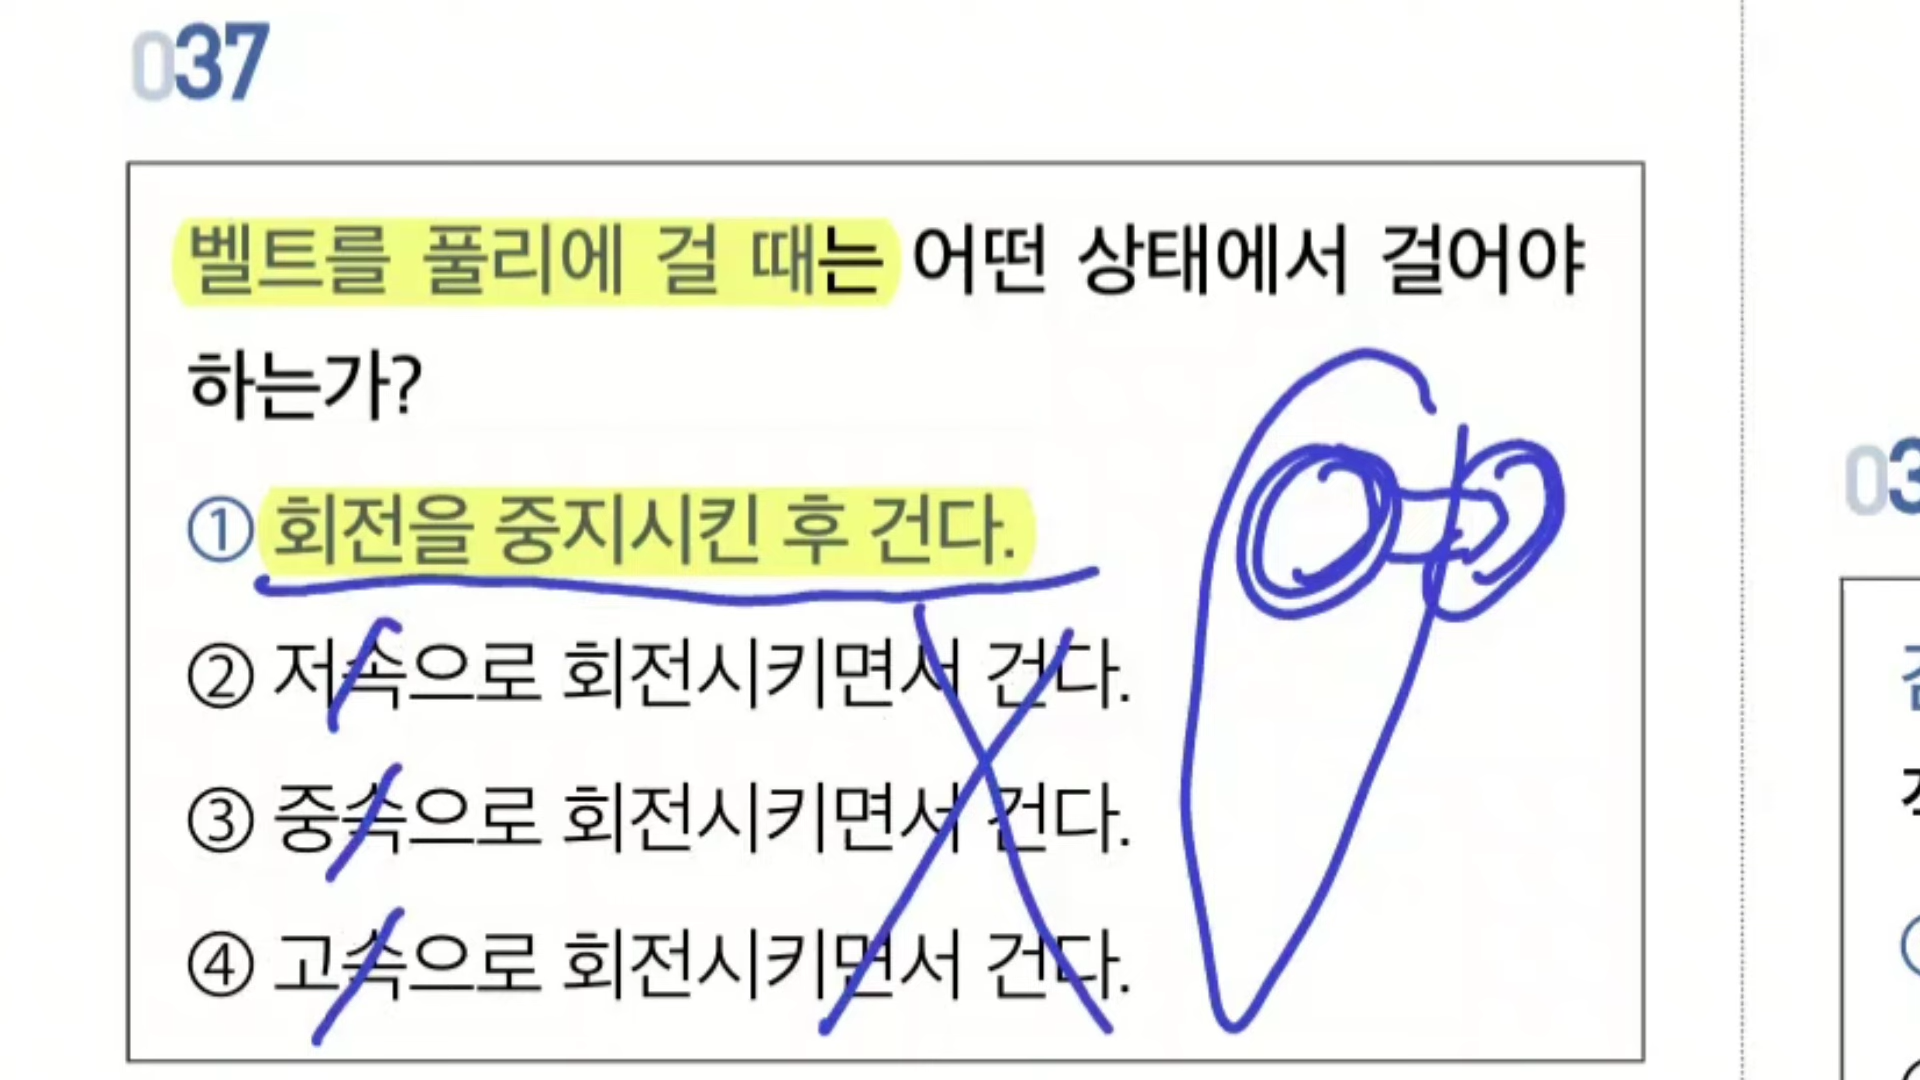 037
벨트를 풀리에 걸 때는 어떤 상태에서 걸어야
하는가?
① 회전을 중지시킨 후 건다.
② 저속으로 회전시키면서 건다.
③ 중속으로 회전시키면서 건다.
④ 고속으로 회전시키면서 건다.
03